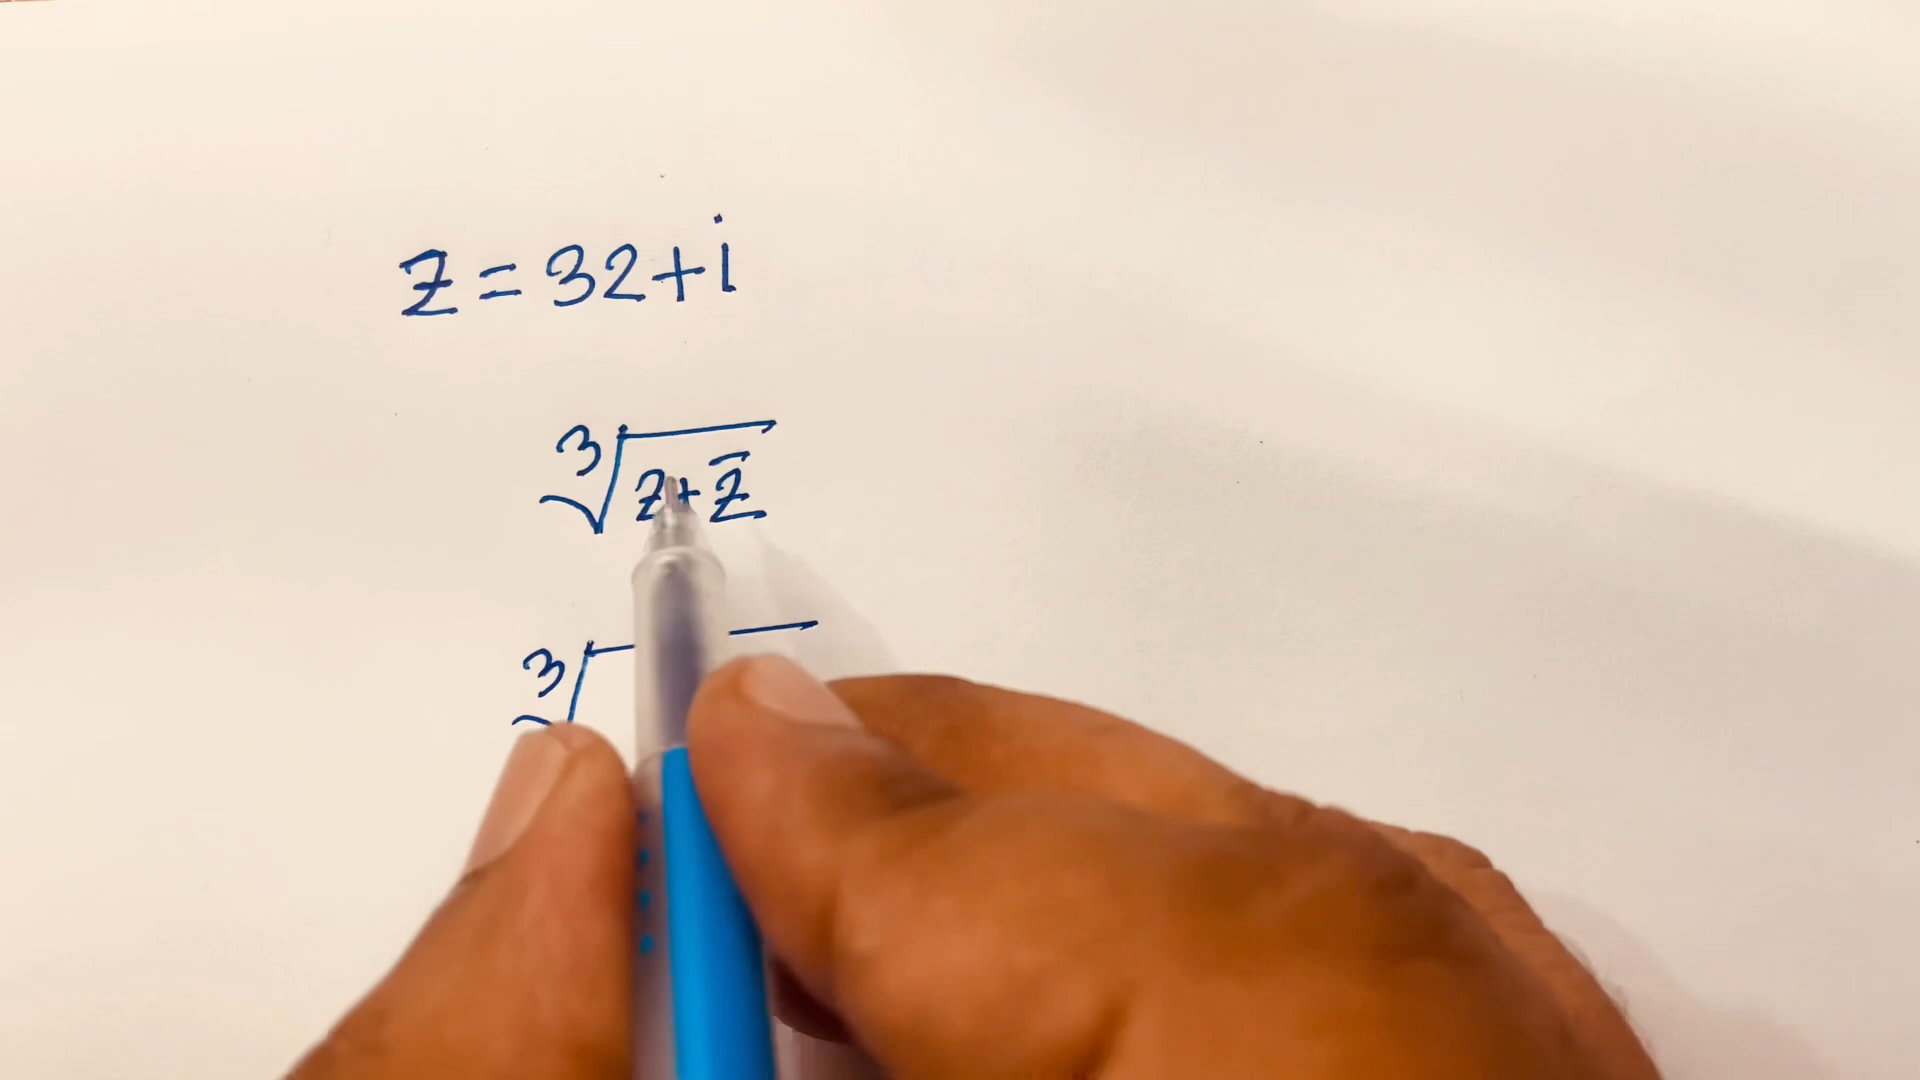 z = 32+i
∛(z+z̅)
∛